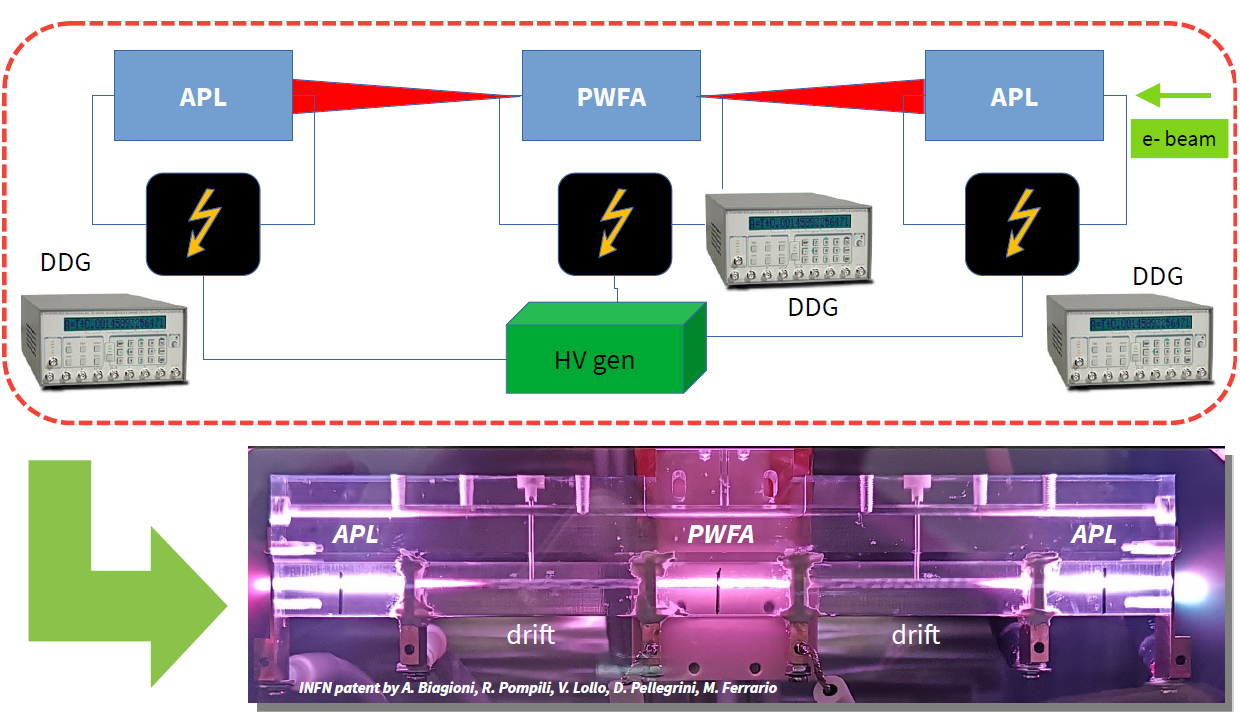 APL
PWFA
APL
e- beam
DDG
DDG
DDG
HV gen
APL
PWFA
APL
drift
drift
INFN patent by A. Biagioni, R. Pompili, V. Lollo, D. Pellegrini, M. Ferrario